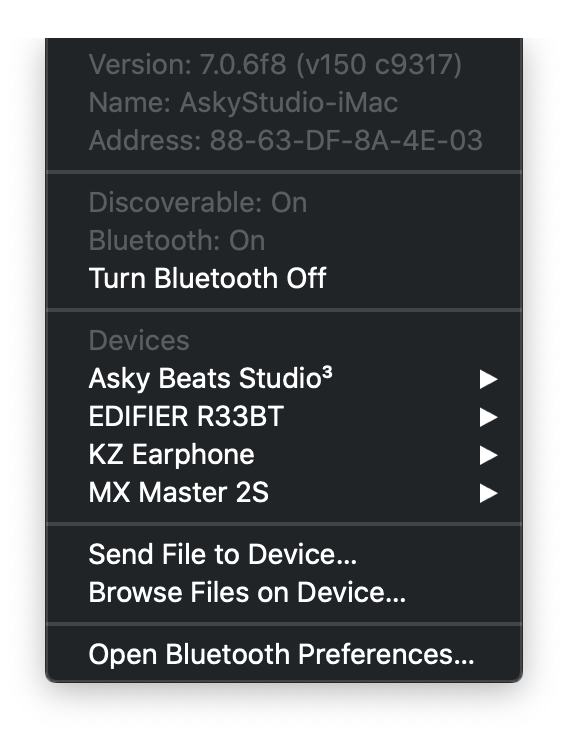 Version: 7.0.6f8 (v150 c9317)
Name: AskyStudio-iMac
Address: 88-63-DF-8A-4E-03
Discoverable: On
Bluetooth: On
Turn Bluetooth Off
Devices
Asky Beats Studio³
EDIFIER R33BT
KZ Earphone
MX Master 2S
Send File to Device...
Browse Files on Device...
Open Bluetooth Preferences...